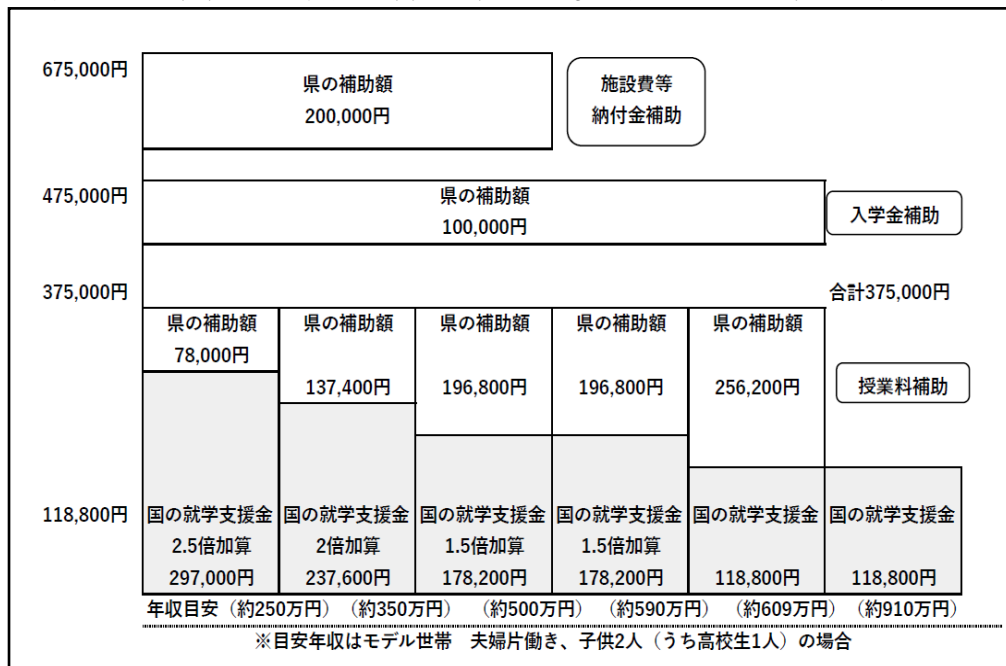 675,000円
県の補助額
200,000円
施設費等
納付金補助
475,000円
県の補助額
100,000円
入学金補助
375,000円
合計375,000円
県の補助額 県の補助額 県の補助額 県の補助額 県の補助額
78,000円
137,400円 196,800円 196,800円 256,200円
授業料補助
118,800円
国の就学支援金 国の就学支援金 国の就学支援金 国の就学支援金 国の就学支援金 国の就学支援金
2.5倍加算 2倍加算 1.5倍加算 1.5倍加算
297,000円 237,600円 178,200円 178,200円 118,800円 118,800円
年収目安（約250万円）（約350万円）（約500万円）（約590万円）（約609万円）（約910万円）
※目安年収はモデル世帯　夫婦片働き、子供2人（うち高校生1人）の場合